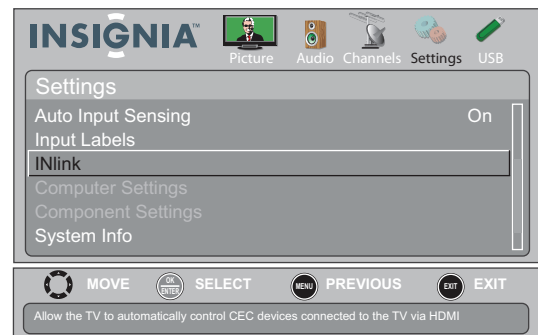 INSIGNIA™
Picture Audio Channels Settings USB
Settings
Auto Input Sensing On
Input Labels
INlink
Computer Settings
Component Settings
System Info
MOVE OK ENTER SELECT MENU PREVIOUS EXIT EXIT
Allow the TV to automatically control CEC devices connected to the TV via HDMI